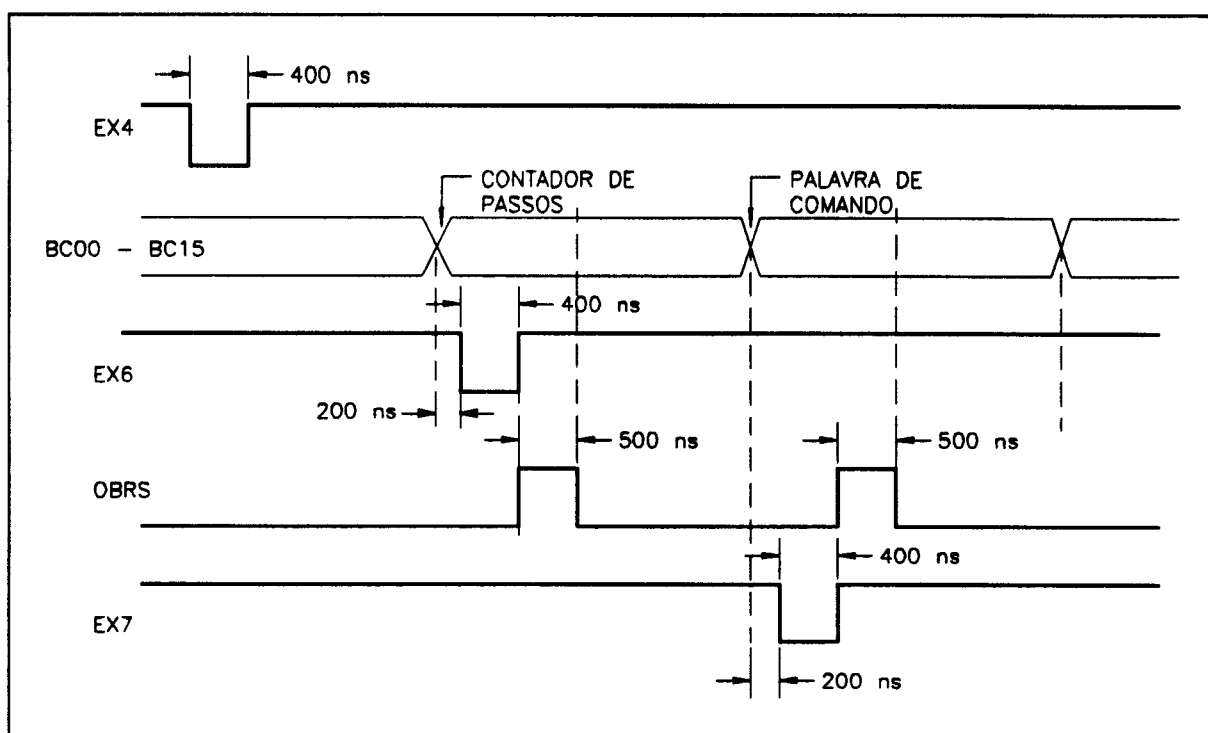 400 ns
EX4
CONTADOR DE
PASSOS
PALAVRA DE
COMANDO
BC00 - BC15
400 ns
EX6
200 ns
500 ns
500 ns
OBRS
400 ns
EX7
200 ns